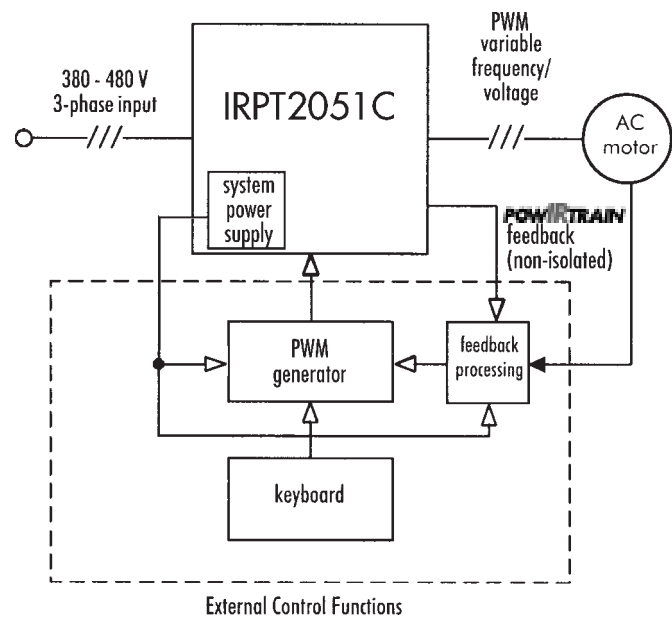 PWM
variable
frequency/
voltage
380 - 480 V
3-phase input
IRPT2051C
AC
motor
system
power
supply
POWIRTRAIN
feedback
(non-isolated)
PWM
generator
feedback
processing
keyboard
External Control Functions